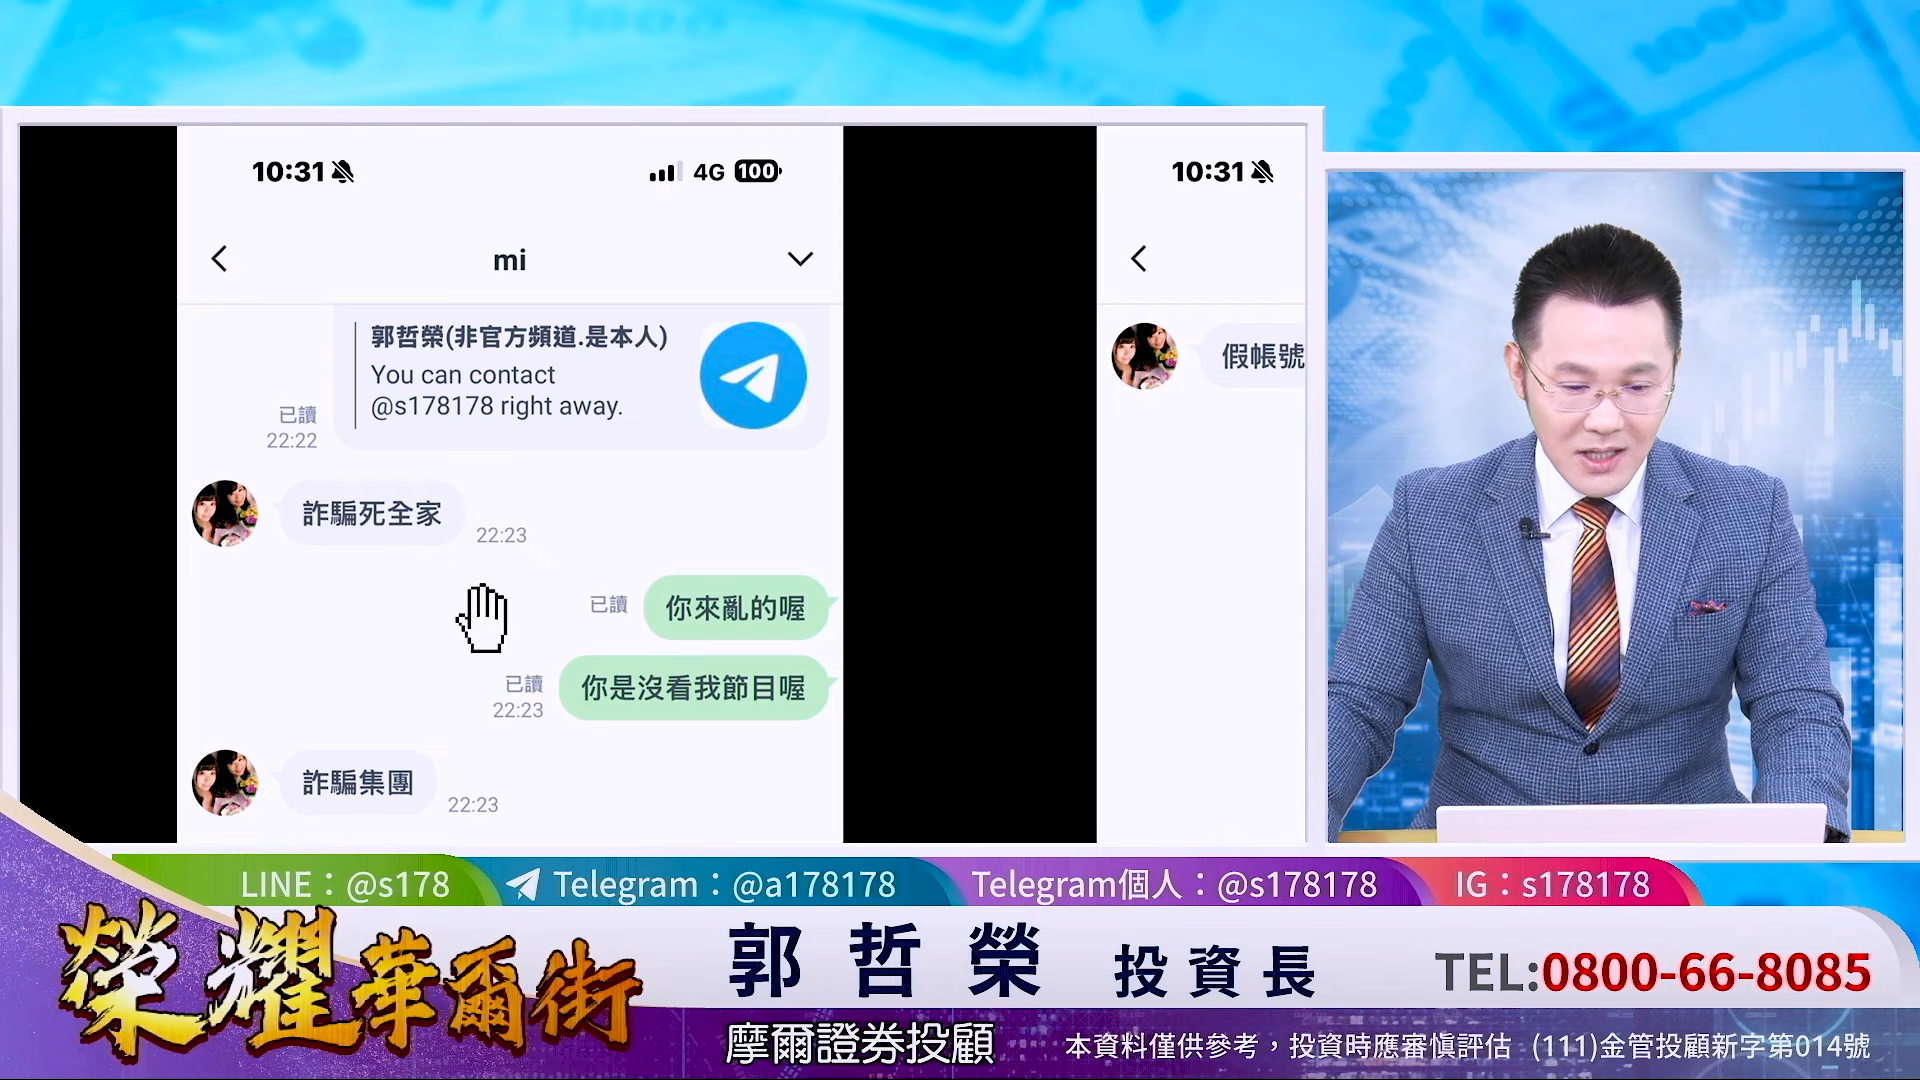 10:31
4G 100
mi
郭哲榮(非官方頻道.是本人)
You can contact
@s178178 right away.
已讀
22:22
詐騙死全家
22:23
已讀
你來亂的喔
已讀
22:23
你是沒看我節目喔
詐騙集團
22:23
10:31
假帳號
LINE：@s178
Telegram：@a178178
Telegram個人：@s178178
IG：s178178
榮耀華爾街
郭哲榮 投資長
TEL:0800-66-8085
摩爾證券投顧
本資料僅供參考，投資時應審慎評估 (111)金管投顧新字第014號